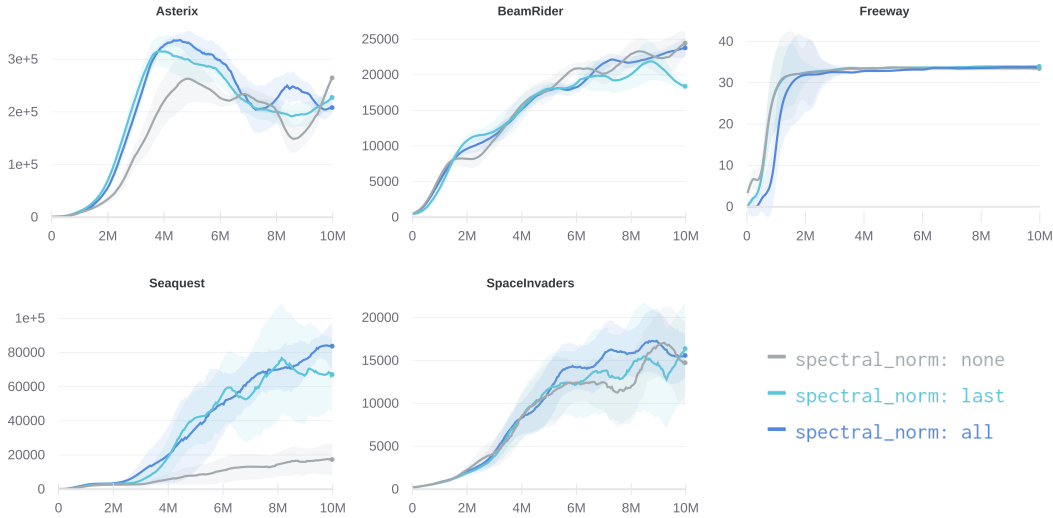 Asterix
3e+5
2e+5
1e+5
0
0 2M 4M 6M 8M 10M
BeamRider
25000
20000
15000
10000
5000
0
0 2M 4M 6M 8M 10M
Freeway
40
30
20
10
0
0 2M 4M 6M 8M 10M
Seaquest
1e+5
80000
60000
40000
20000
0
0 2M 4M 6M 8M 10M
SpaceInvaders
20000
15000
10000
5000
0
0 2M 4M 6M 8M 10M
spectral_norm: none
spectral_norm: last
spectral_norm: all